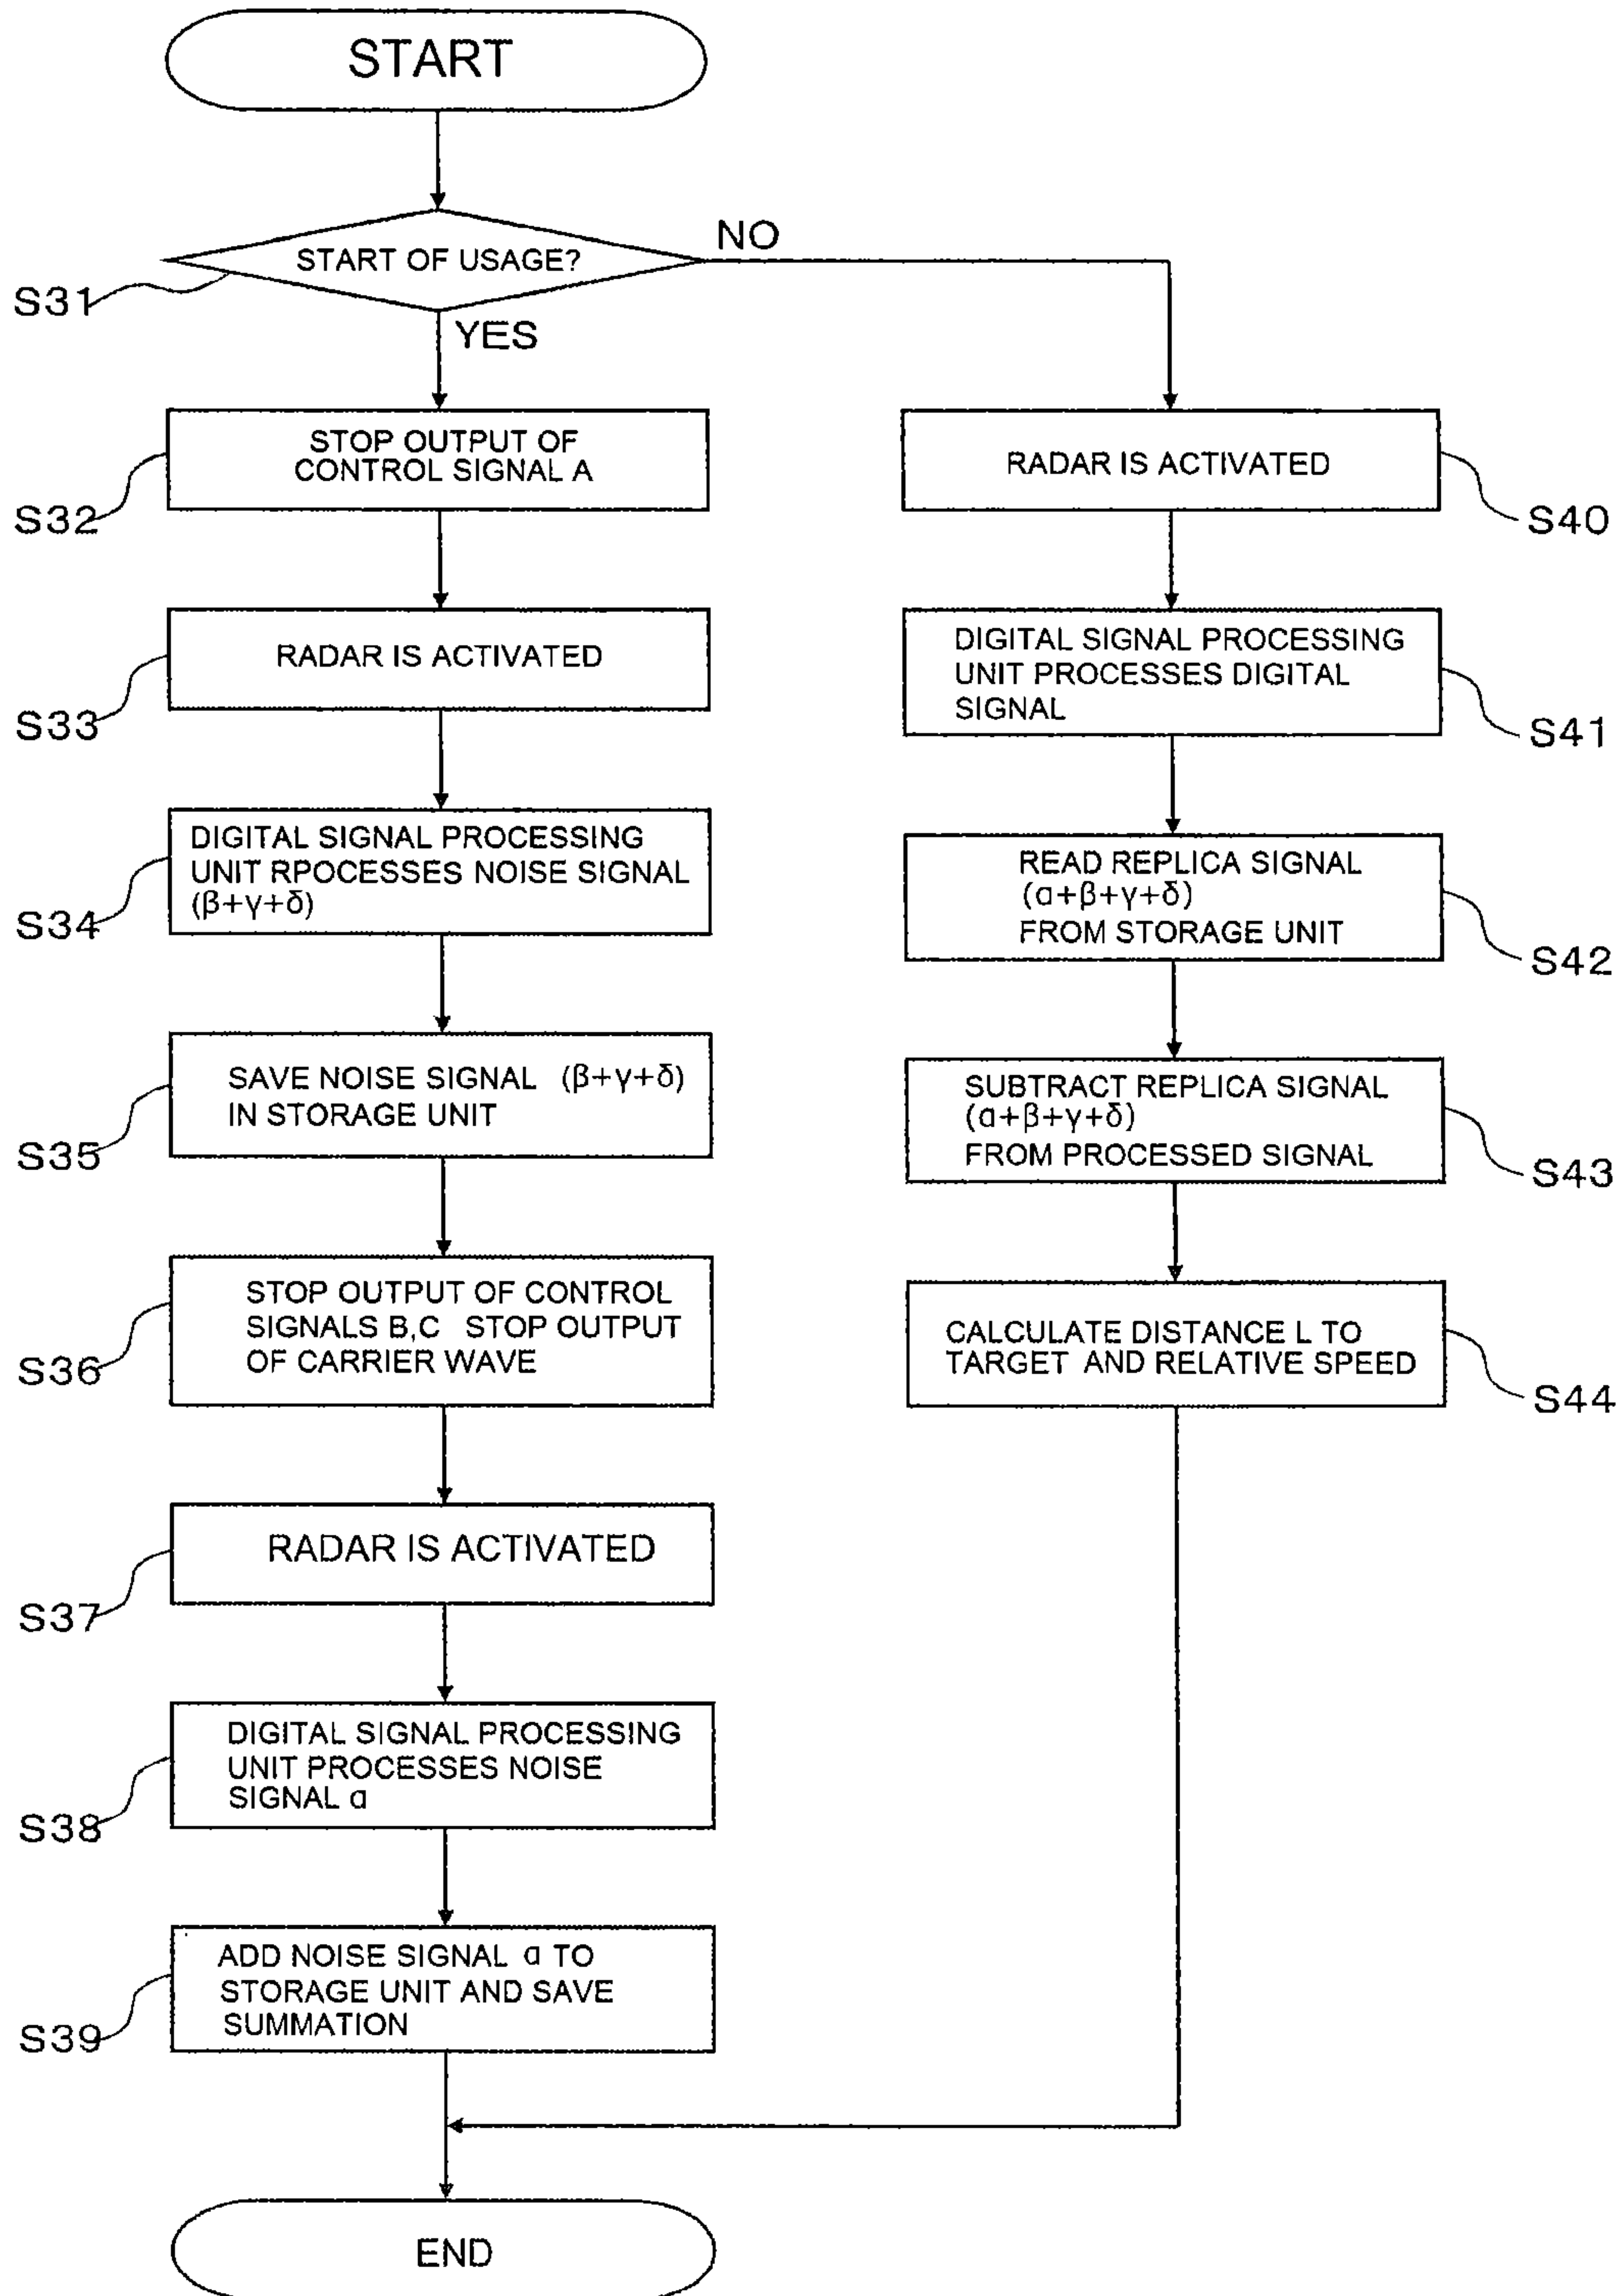 START
START OF USAGE?
NO
S31
YES
STOP OUTPUT OF
CONTROL SIGNAL A
S32
RADAR IS ACTIVATED
S33
DIGITAL SIGNAL PROCESSING
UNIT RPOCESSES NOISE SIGNAL
(β+γ+δ)
S34
SAVE NOISE SIGNAL (β+γ+δ)
IN STORAGE UNIT
S35
STOP OUTPUT OF CONTROL
SIGNALS B,C STOP OUTPUT
OF CARRIER WAVE
S36
RADAR IS ACTIVATED
S37
DIGITAL SIGNAL PROCESSING
UNIT PROCESSES NOISE
SIGNAL α
S38
ADD NOISE SIGNAL α TO
STORAGE UNIT AND SAVE
SUMMATION
S39
RADAR IS ACTIVATED
S40
DIGITAL SIGNAL PROCESSING
UNIT PROCESSES DIGITAL
SIGNAL
S41
READ REPLICA SIGNAL
(α+β+γ+δ)
FROM STORAGE UNIT
S42
SUBTRACT REPLICA SIGNAL
(α+β+γ+δ)
FROM PROCESSED SIGNAL
S43
CALCULATE DISTANCE L TO
TARGET AND RELATIVE SPEED
S44
END